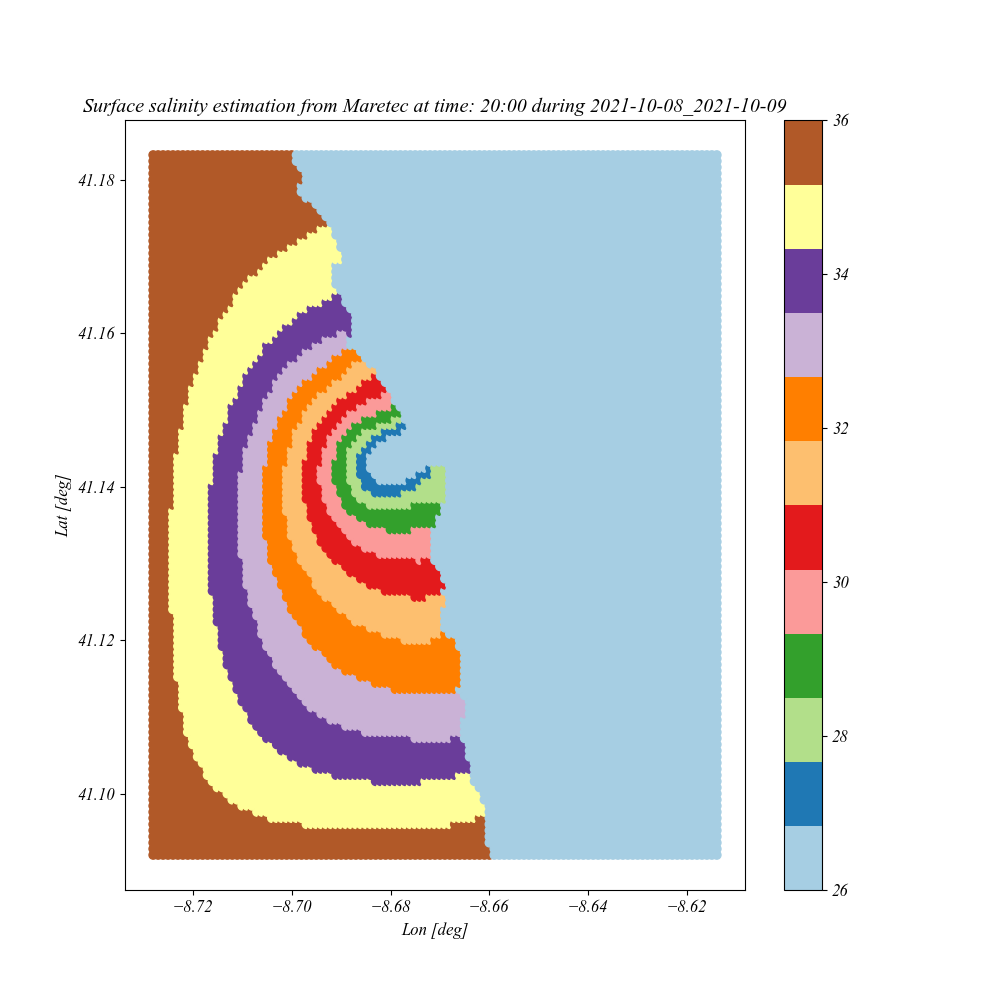 Surface salinity estimation from Maretec at time: 20:00 during 2021-10-08_2021-10-09
36
41.18
34
41.16
32
Lat [deg]
41.14
30
41.12
28
41.10
26
−8.72 −8.70 −8.68 −8.66 −8.64 −8.62
Lon [deg]